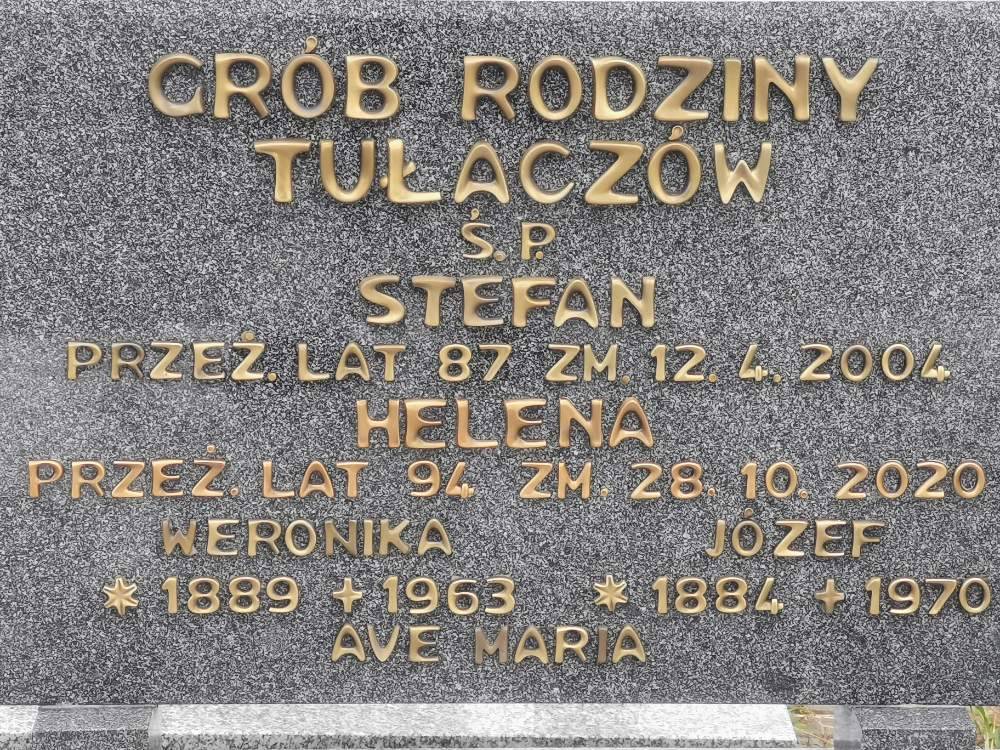 GRÓB RODZINY
TUŁACZÓW
Ś. P.
STEFAN
PRZEŻ. LAT 87 ZM. 12. 4. 2004
HELENA
PRZEŻ. LAT 94 ZM. 28. 10. 2020
WERONIKA JÓZEF
* 1889 + 1963 * 1884 + 1970
AVE MARIA